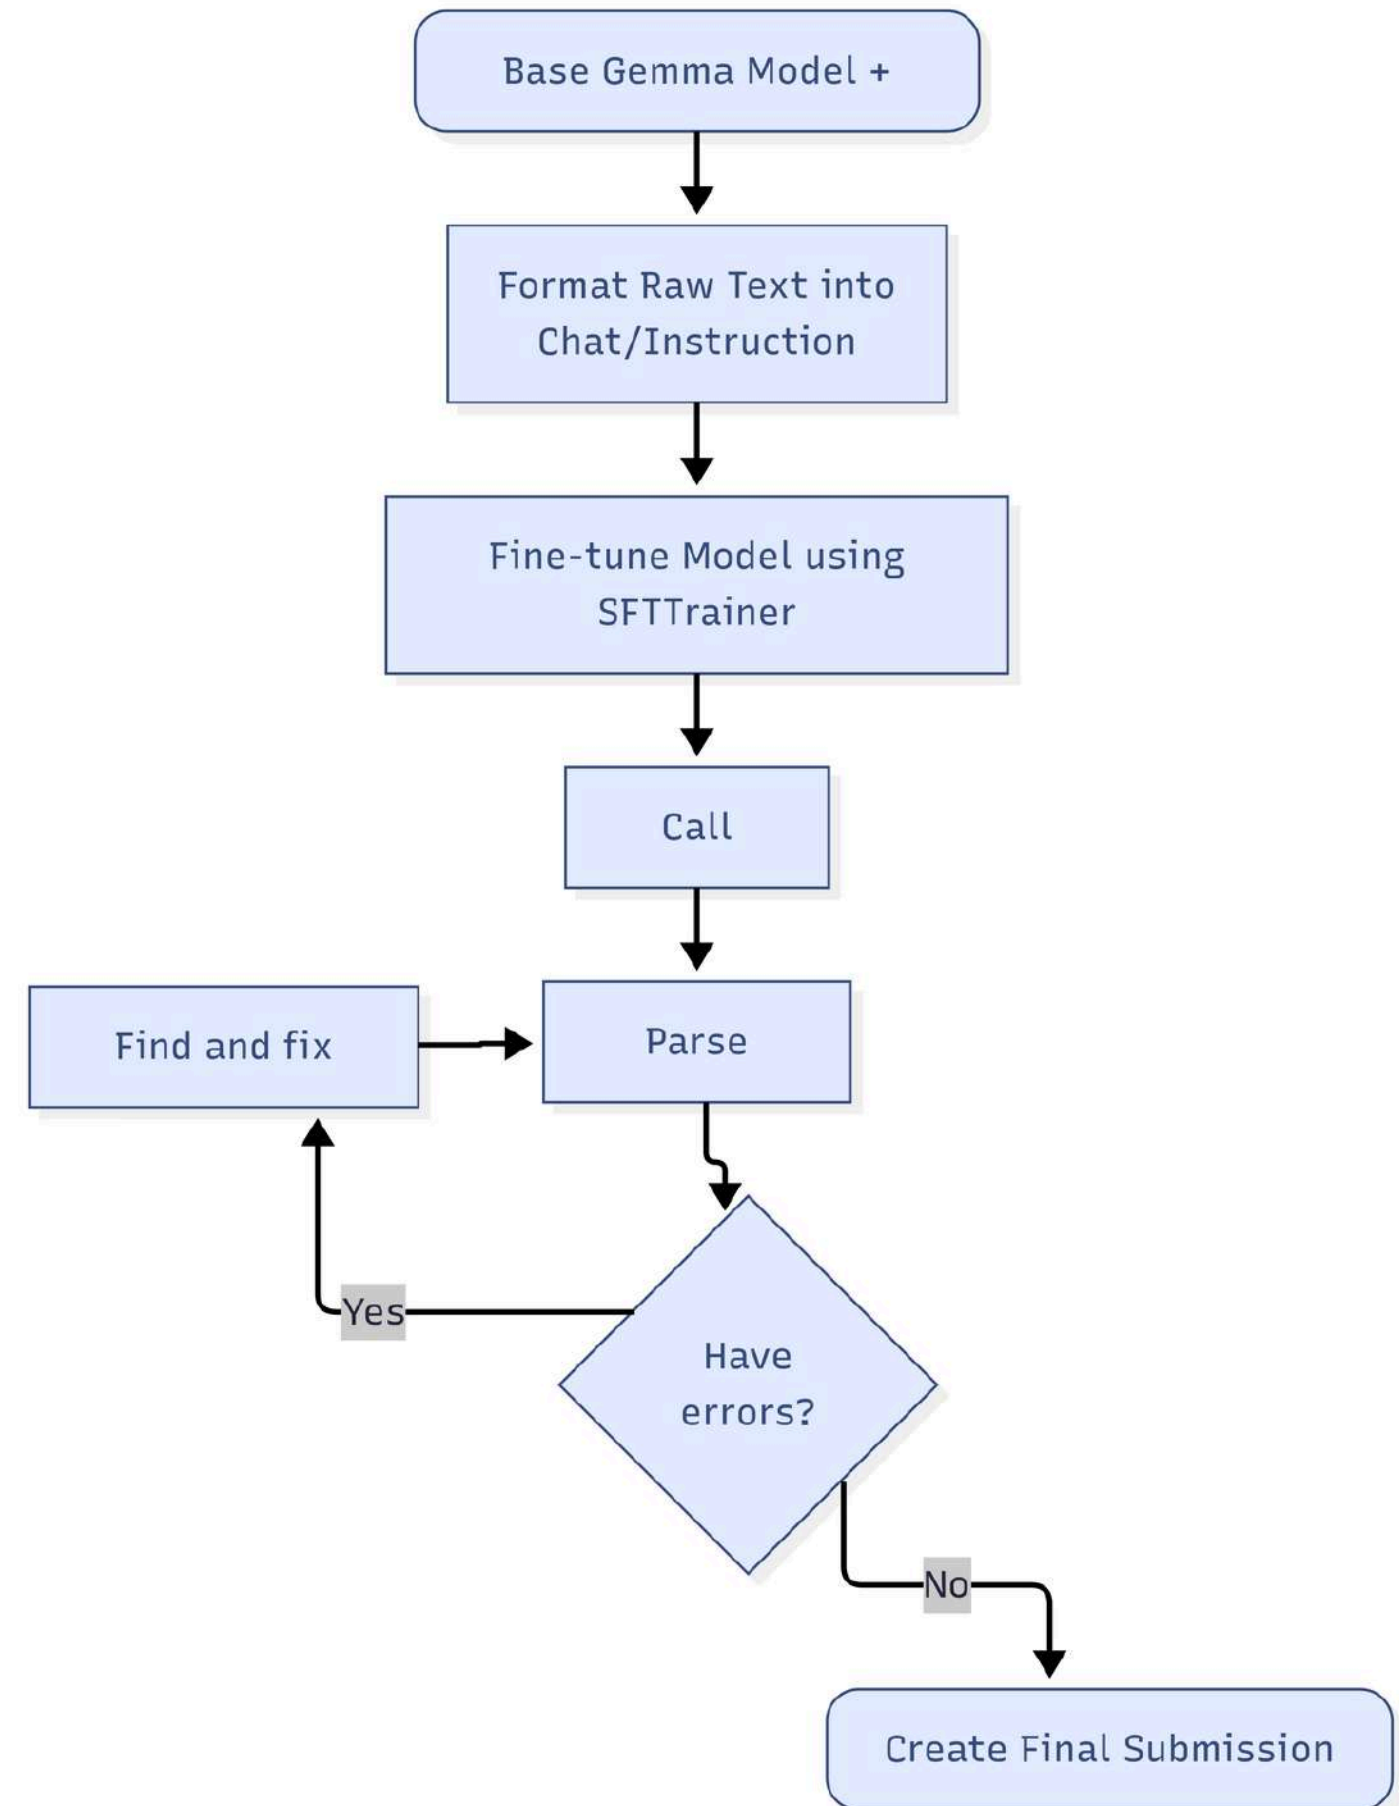 Base Gemma Model +
Format Raw Text into
Chat/Instruction
Fine-tune Model using
SFTTrainer
Call
Find and fix
Parse
Yes
Have
errors?
No
Create Final Submission